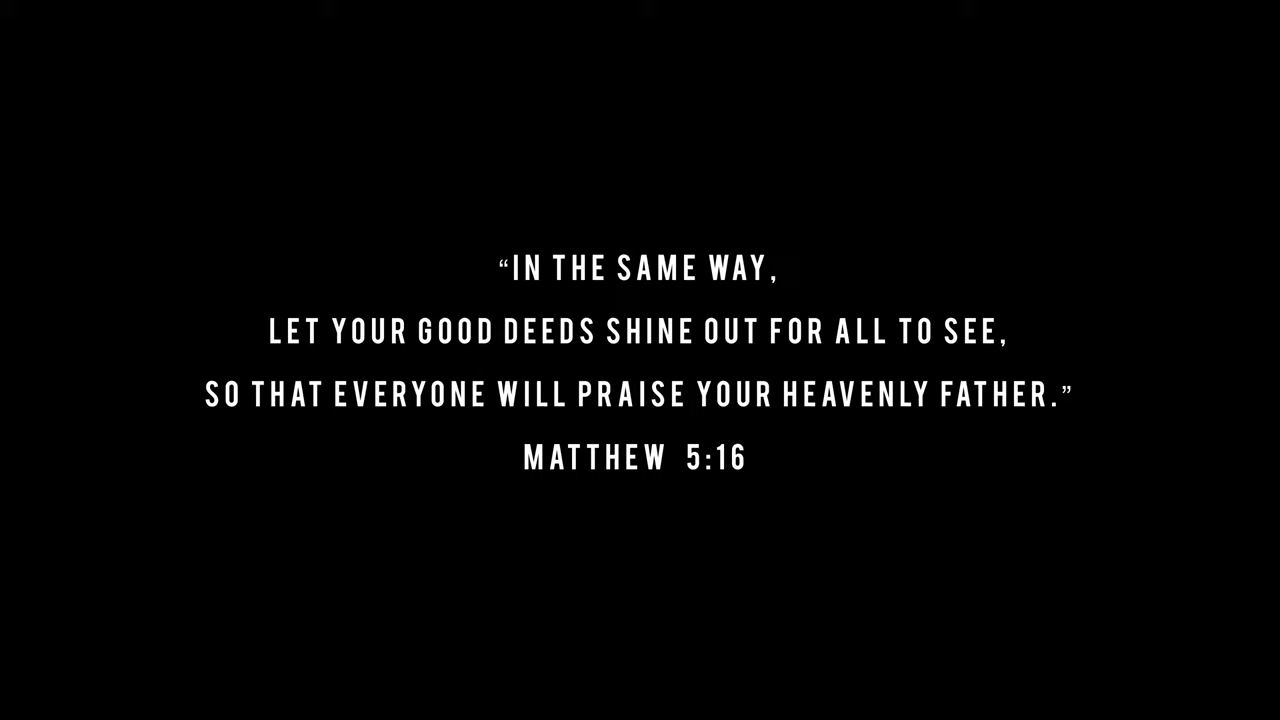 “IN THE SAME WAY,
LET YOUR GOOD DEEDS SHINE OUT FOR ALL TO SEE,
SO THAT EVERYONE WILL PRAISE YOUR HEAVENLY FATHER.”
MATTHEW 5:16